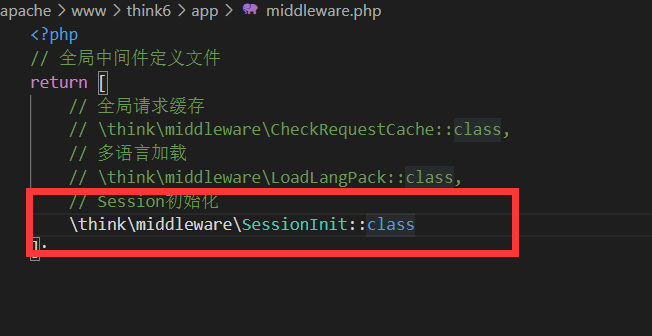 apache > www > think6 > app > middleware.php
<?php
// 全局中间件定义文件
return [
// 全局请求缓存
// \think\middleware\CheckRequestCache::class,
// 多语言加载
// \think\middleware\LoadLangPack::class,
// Session初始化
\think\middleware\SessionInit::class
];